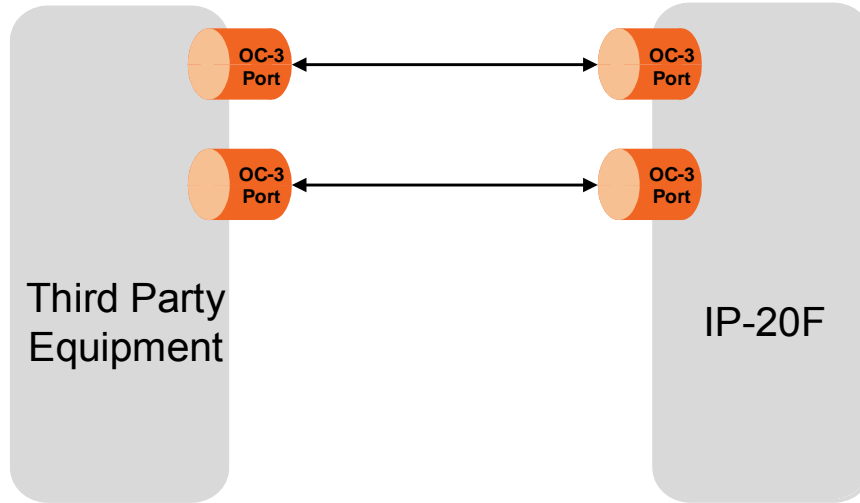 OC-3
Port
OC-3
Port
OC-3
Port
OC-3
Port
Third Party
Equipment
IP-20F